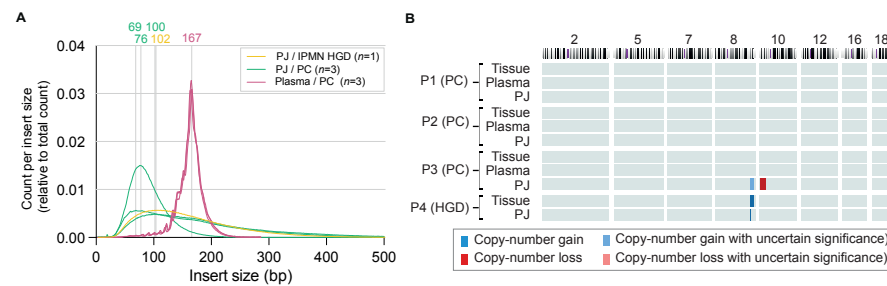 A
69 100
76 102
167
0.04
0.03
0.02
0.01
0.00
Count per insert size
(relative to total count)
0 100 200 300 400 500
Insert size (bp)
PJ / IPMN HGD (n=1)
PJ / PC (n=3)
Plasma / PC (n=3)
B
2 5 7 8 10 12 16 18
P1 (PC)
Tissue
Plasma
PJ
P2 (PC)
Tissue
Plasma
PJ
P3 (PC)
Tissue
Plasma
PJ
P4 (HGD)
Tissue
PJ
Copy-number gain
Copy-number gain with uncertain significance)
Copy-number loss
Copy-number loss with uncertain significance)